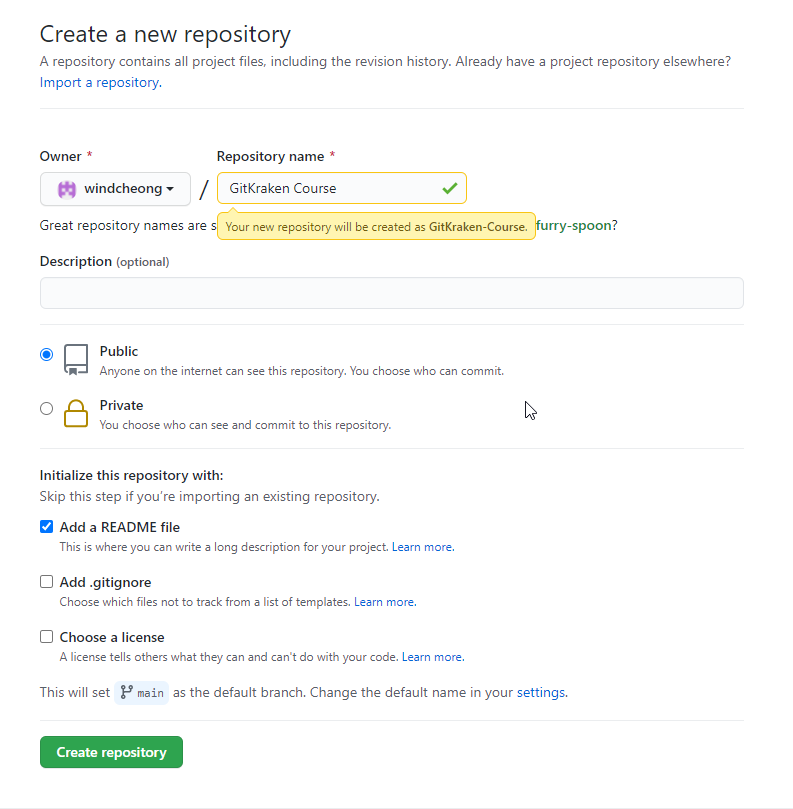 Create a new repository
A repository contains all project files, including the revision history. Already have a project repository elsewhere?
Import a repository.
Owner *
Repository name *
windcheong
/
GitKraken Course
Great repository names are s
Your new repository will be created as GitKraken-Course.
furry-spoon?
Description (optional)
Public
Anyone on the internet can see this repository. You choose who can commit.
Private
You choose who can see and commit to this repository.
Initialize this repository with:
Skip this step if you're importing an existing repository.
Add a README file
This is where you can write a long description for your project. Learn more.
Add .gitignore
Choose which files not to track from a list of templates. Learn more.
Choose a license
A license tells others what they can and can't do with your code. Learn more.
This will set main as the default branch. Change the default name in your settings.
Create repository